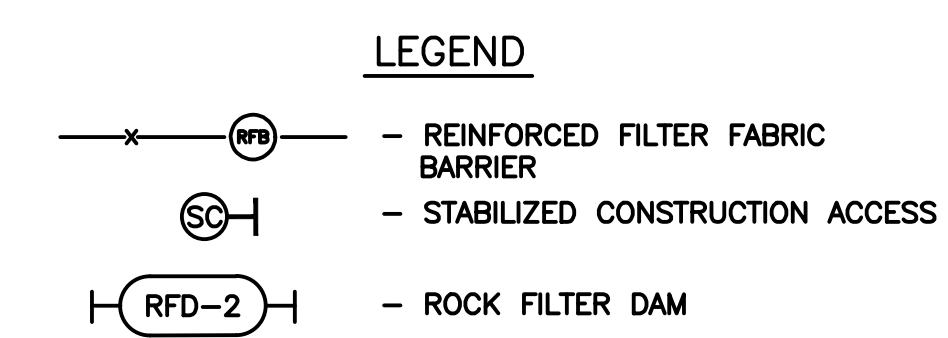 LEGEND
x RFB - REINFORCED FILTER FABRIC
BARRIER
SC - STABILIZED CONSTRUCTION ACCESS
RFD-2 - ROCK FILTER DAM